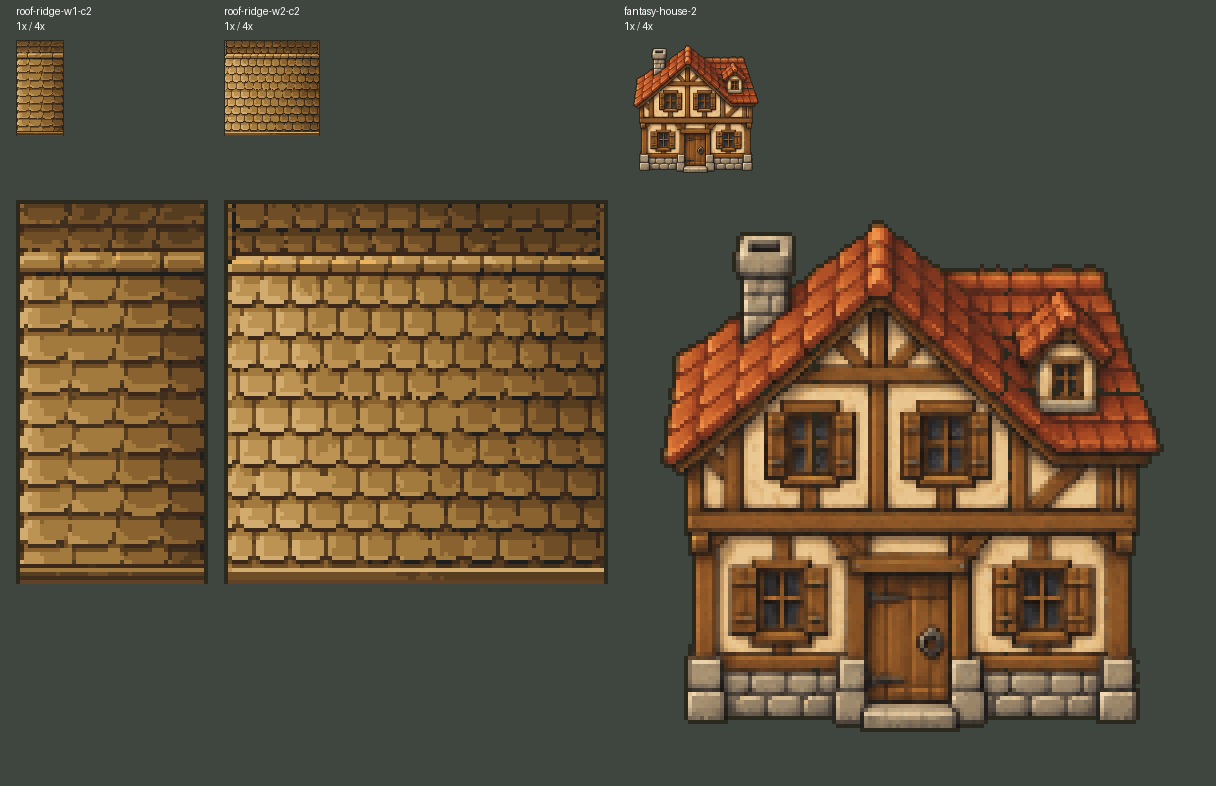 roof-ridge-w1-c2
1x / 4x
roof-ridge-w2-c2
1x / 4x
fantasy-house-2
1x / 4x